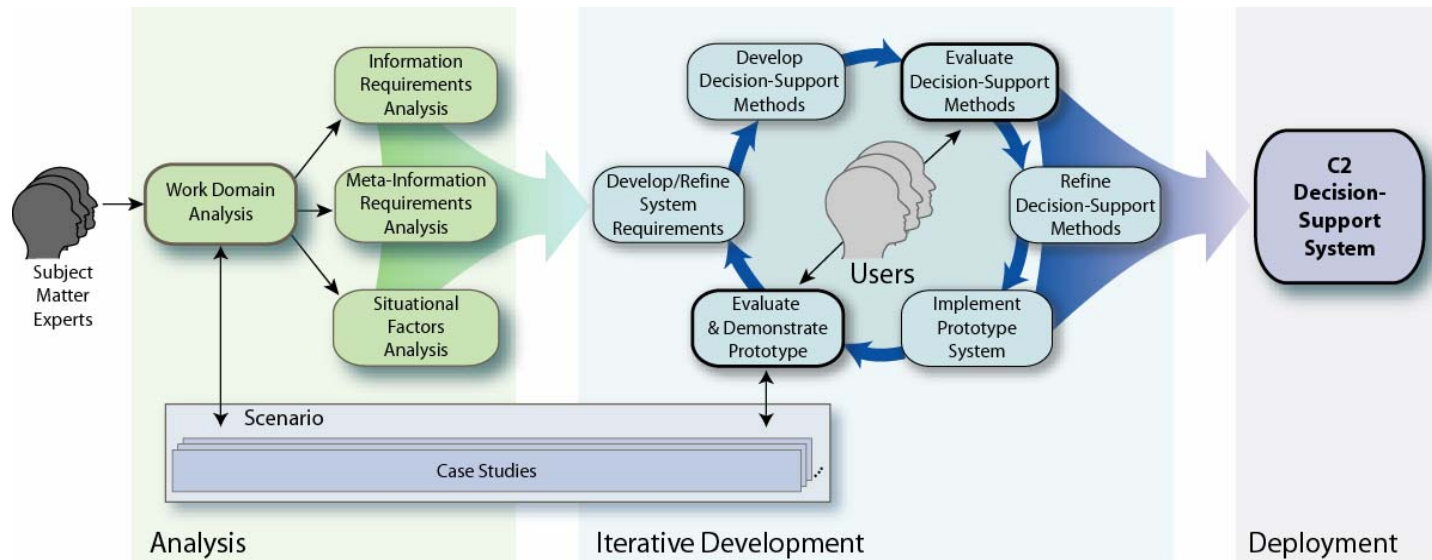 Subject
Matter
Experts
Work Domain
Analysis
Information
Requirements
Analysis
Meta-Information
Requirements
Analysis
Situational
Factors
Analysis
Develop/Refine
System
Requirements
Develop
Decision-Support
Methods
Evaluate
Decision-Support
Methods
Refine
Decision-Support
Methods
Implement
Prototype
System
Evaluate
& Demonstrate
Prototype
Users
C2
Decision-
Support
System
Scenario
Case Studies
Analysis
Iterative Development
Deployment